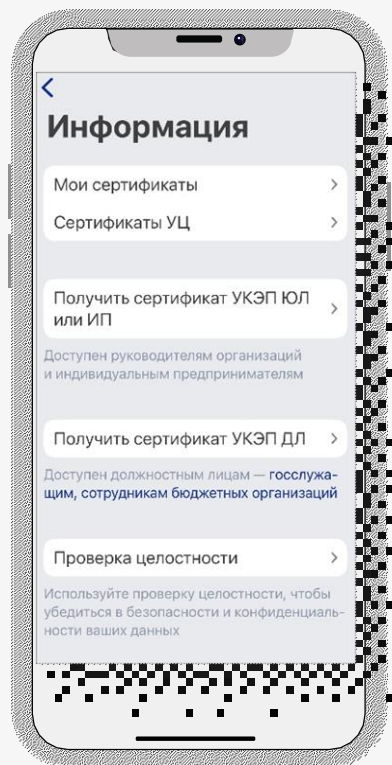 Информация
Мои сертификаты
Сертификаты УЦ
Получить сертификат УКЭП ЮЛ
или ИП
Доступен руководителям организаций
и индивидуальным предпринимателям
Получить сертификат УКЭП ДЛ
Доступен должностным лицам — госслужа-
щим, сотрудникам бюджетных организаций
Проверка целостности
Используйте проверку целостности, чтобы
убедиться в безопасности и конфиденциаль-
ности ваших данных